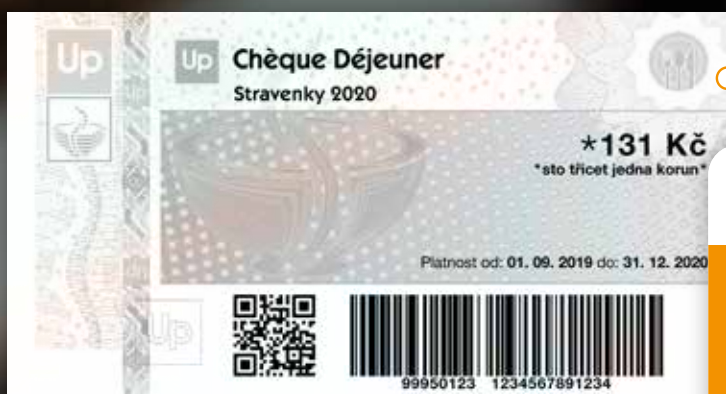 Up
Up
Chèque Déjeuner
Stravenky 2020
*131 Kč
*sto třicet jedna korun*
Platnost od: 01. 09. 2019 do: 31. 12. 2020
Up
99950123 1234567891234